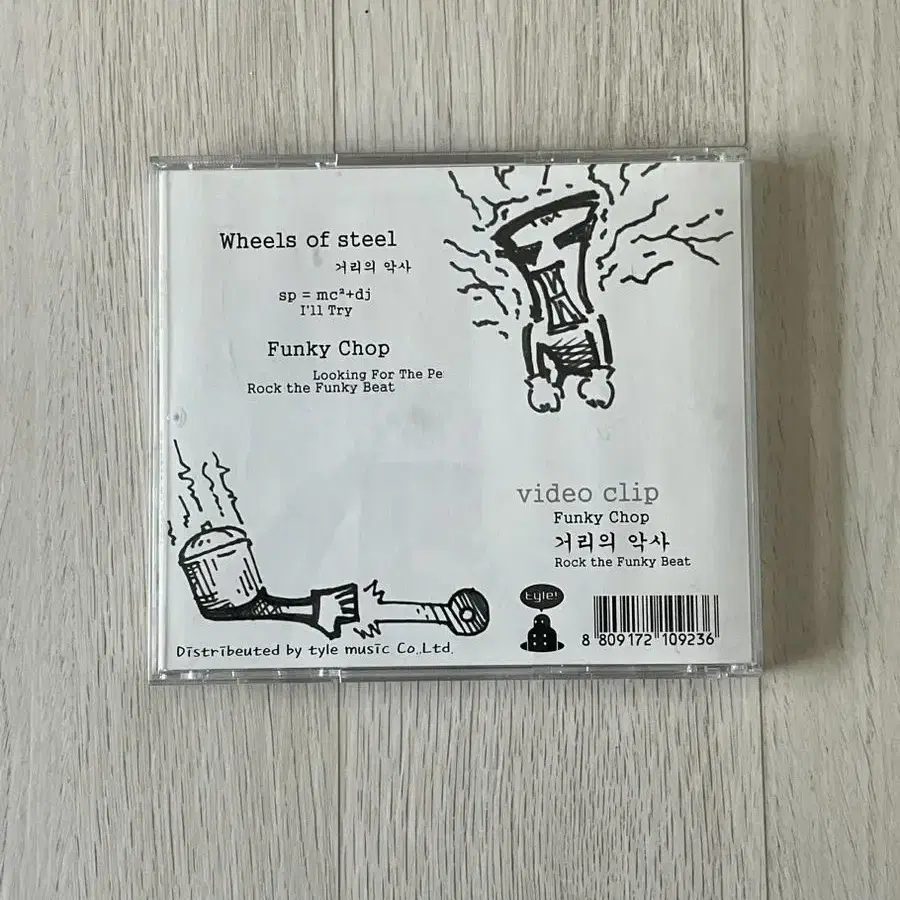 Wheels of steel
거리의 악사
sp = mc²+dj
I'll Try
Funky Chop
Looking For The Pe
Rock the Funky Beat
video clip
Funky Chop
거리의 악사
Rock the Funky Beat
tyle!
Distribeuted by tyle music Co.,Ltd.
8 809172 109236